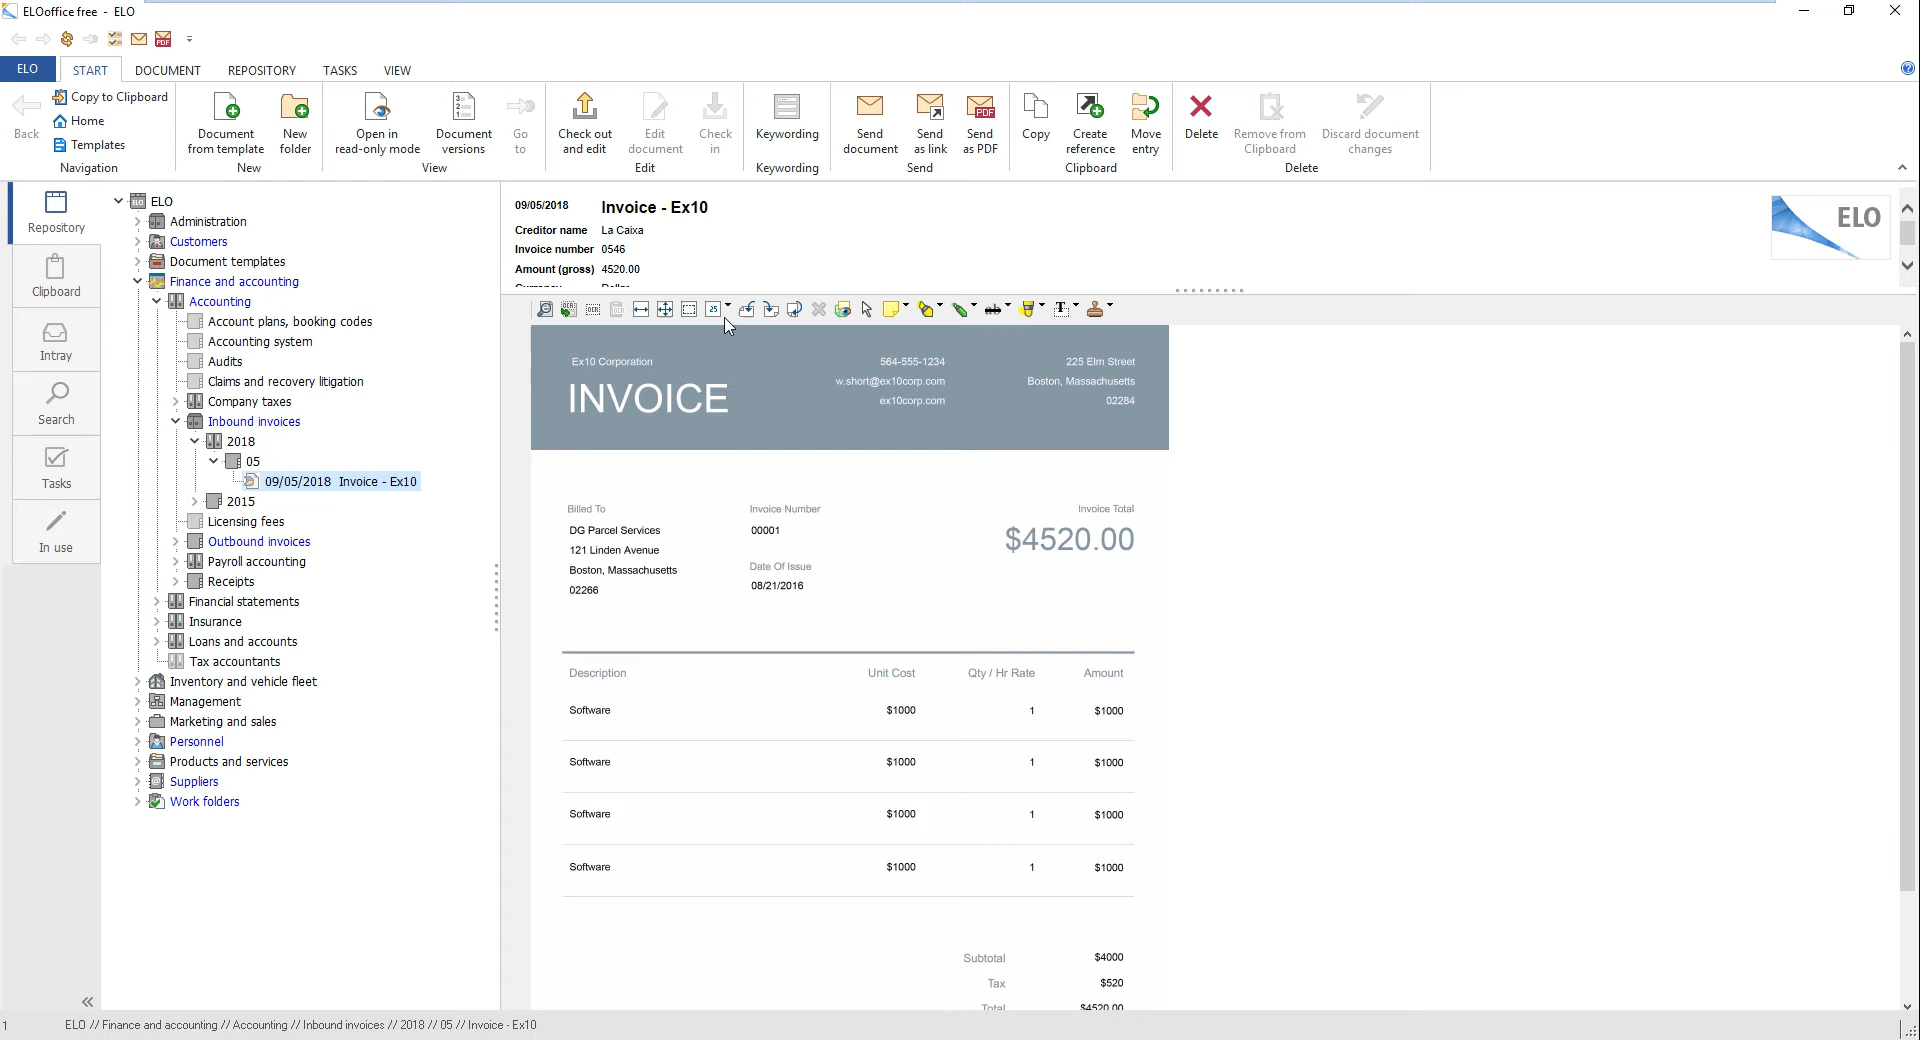 ELOoffice free - ELO
ELO START DOCUMENT REPOSITORY TASKS VIEW
Back
Copy to Clipboard
Home
Templates
Navigation
Document from template
New folder
New
Open in read-only mode
Document versions
Go to
View
Check out and edit
Edit document
Check in
Edit
Keywording
Keywording
Send document
Send as link
Send as PDF
Send
Copy
Create reference
Move entry
Clipboard
Delete
Remove from Clipboard
Discard document changes
Delete
Repository
Clipboard
Intray
Search
Tasks
In use
ELO
Administration
Customers
Document templates
Finance and accounting
Accounting
Account plans, booking codes
Accounting system
Audits
Claims and recovery litigation
Company taxes
Inbound invoices
2018
05
09/05/2018 Invoice - Ex10
2015
Licensing fees
Outbound invoices
Payroll accounting
Receipts
Financial statements
Insurance
Loans and accounts
Tax accountants
Inventory and vehicle fleet
Management
Marketing and sales
Personnel
Products and services
Suppliers
Work folders
09/05/2018 Invoice - Ex10
Creditor name La Caixa
Invoice number 0546
Amount (gross) 4520.00
Currency Dollar
ELO
Ex10 Corporation
INVOICE
564-555-1234
w.short@ex10corp.com
ex10corp.com
225 Elm Street
Boston, Massachusetts
02284
Billed To
DG Parcel Services
121 Linden Avenue
Boston, Massachusetts
02266
Invoice Number
00001
Date Of Issue
08/21/2016
Invoice Total
$4520.00
Description Unit Cost Qty / Hr Rate Amount
Software $1000 1 $1000
Software $1000 1 $1000
Software $1000 1 $1000
Software $1000 1 $1000
Subtotal $4000
Tax $520
Total $4520.00
1 ELO // Finance and accounting // Accounting // Inbound invoices // 2018 // 05 // Invoice - Ex10